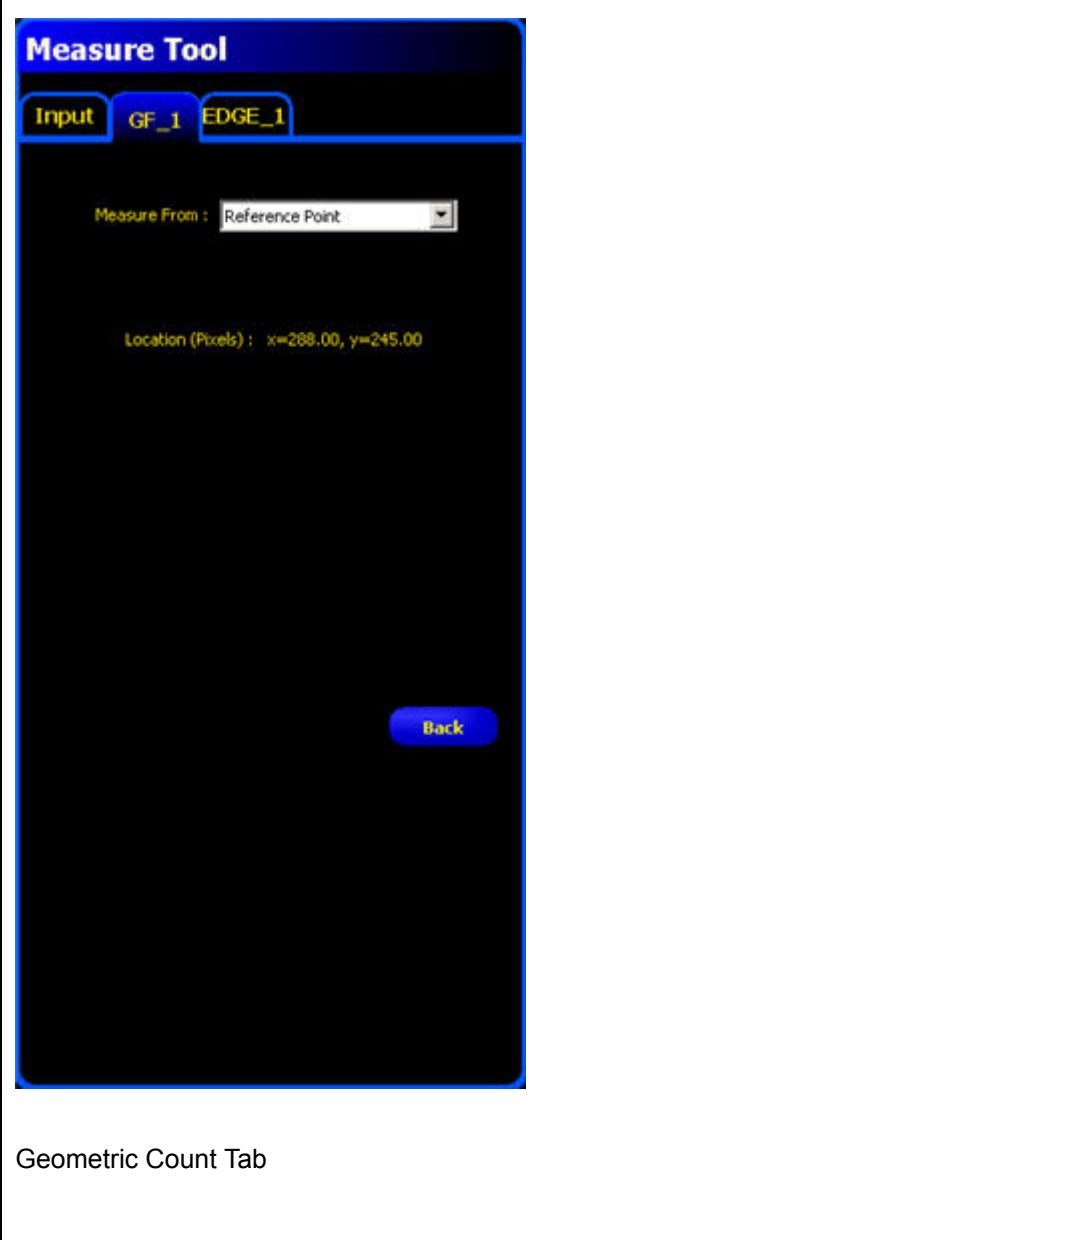 Measure Tool
Input GF_1 EDGE_1
Measure From : Reference Point
Location (Pixels) : x=288.00, y=245.00
Back
Geometric Count Tab